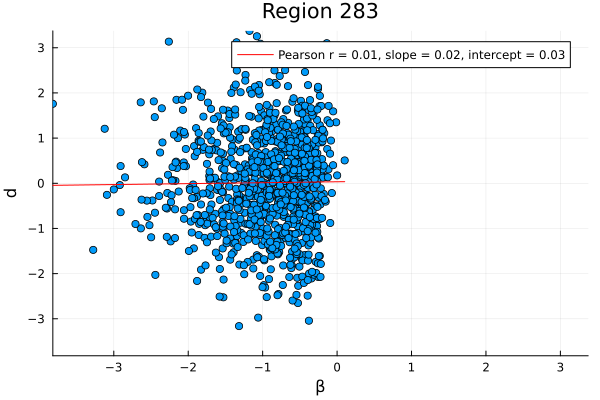 Region 283
Pearson r = 0.01, slope = 0.02, intercept = 0.03
3
2
1
0
−1
−2
−3
d
−3 −2 −1 0 1 2 3
β